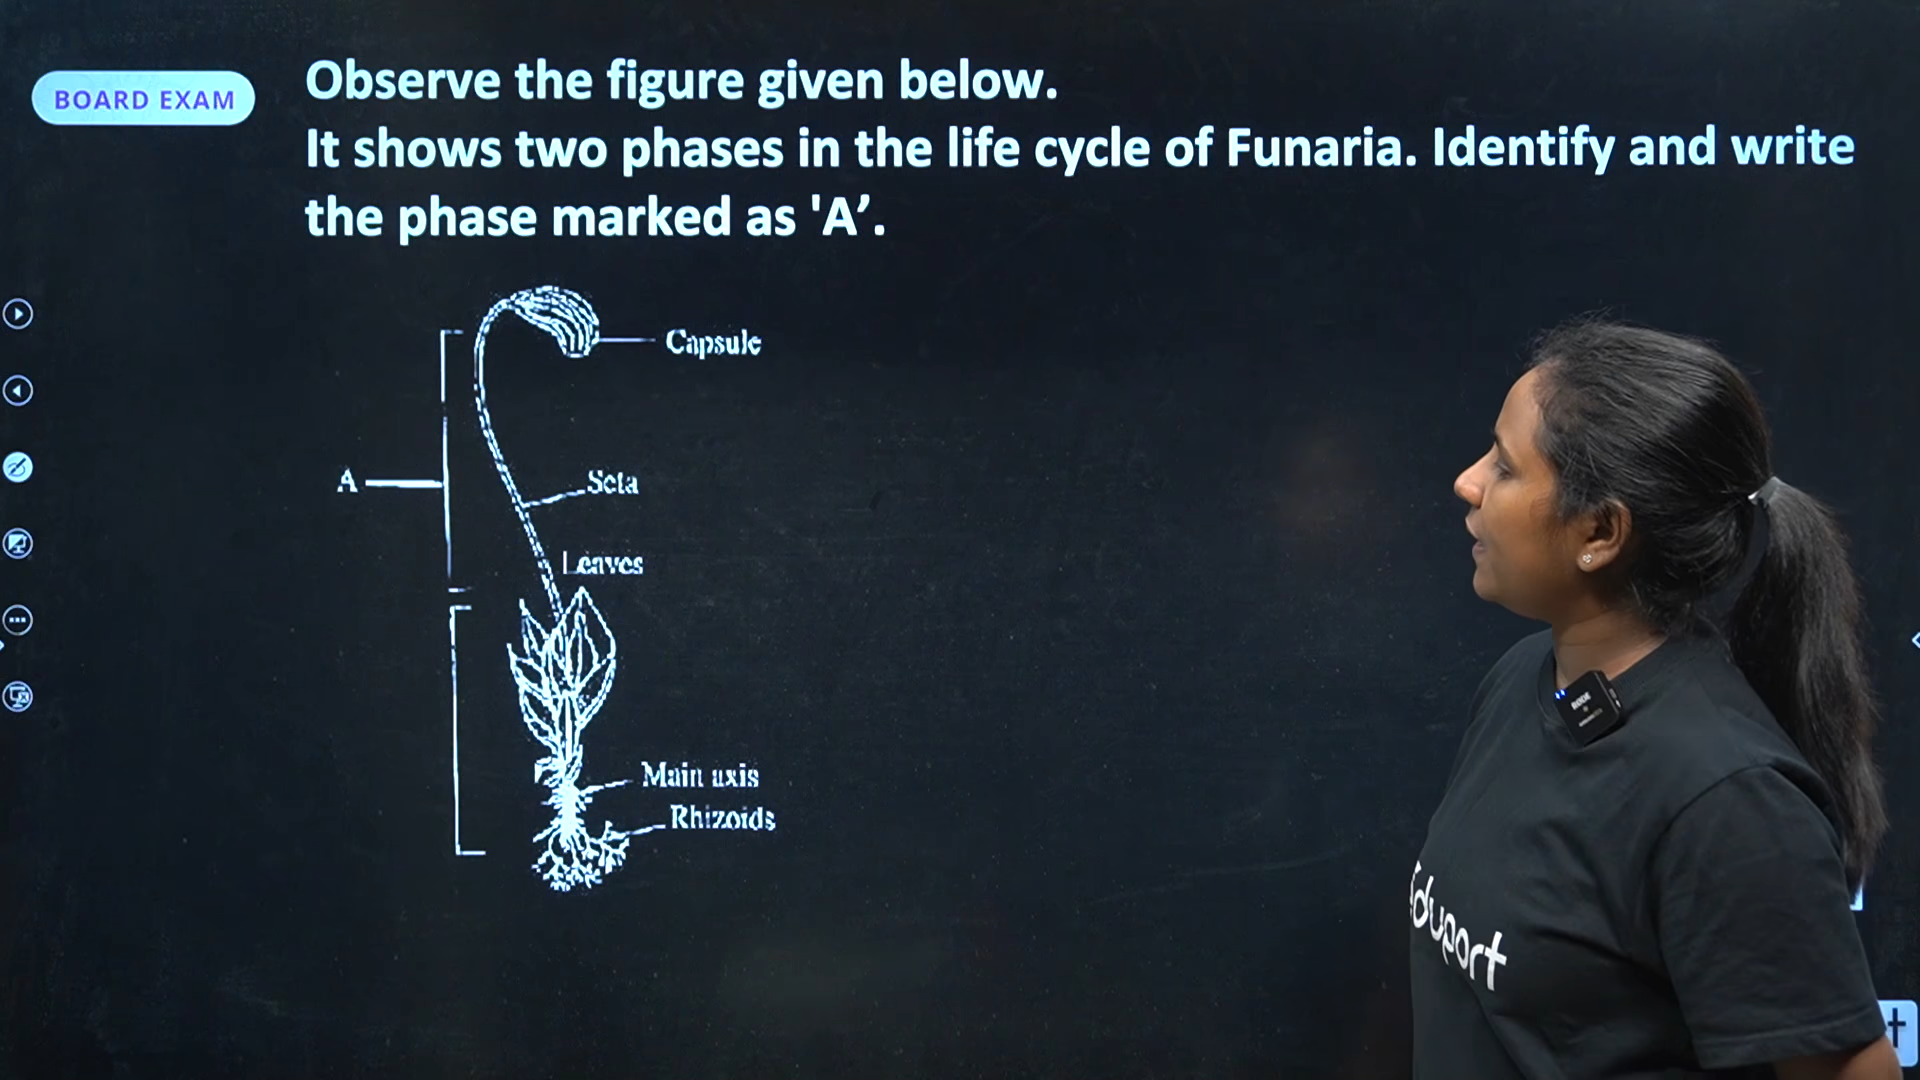 BOARD EXAM
Observe the figure given below.
It shows two phases in the life cycle of Funaria. Identify and write
the phase marked as 'A’.
Capsule
A
Seta
Leaves
Main axis
Rhizoids
RODE
eduport
t